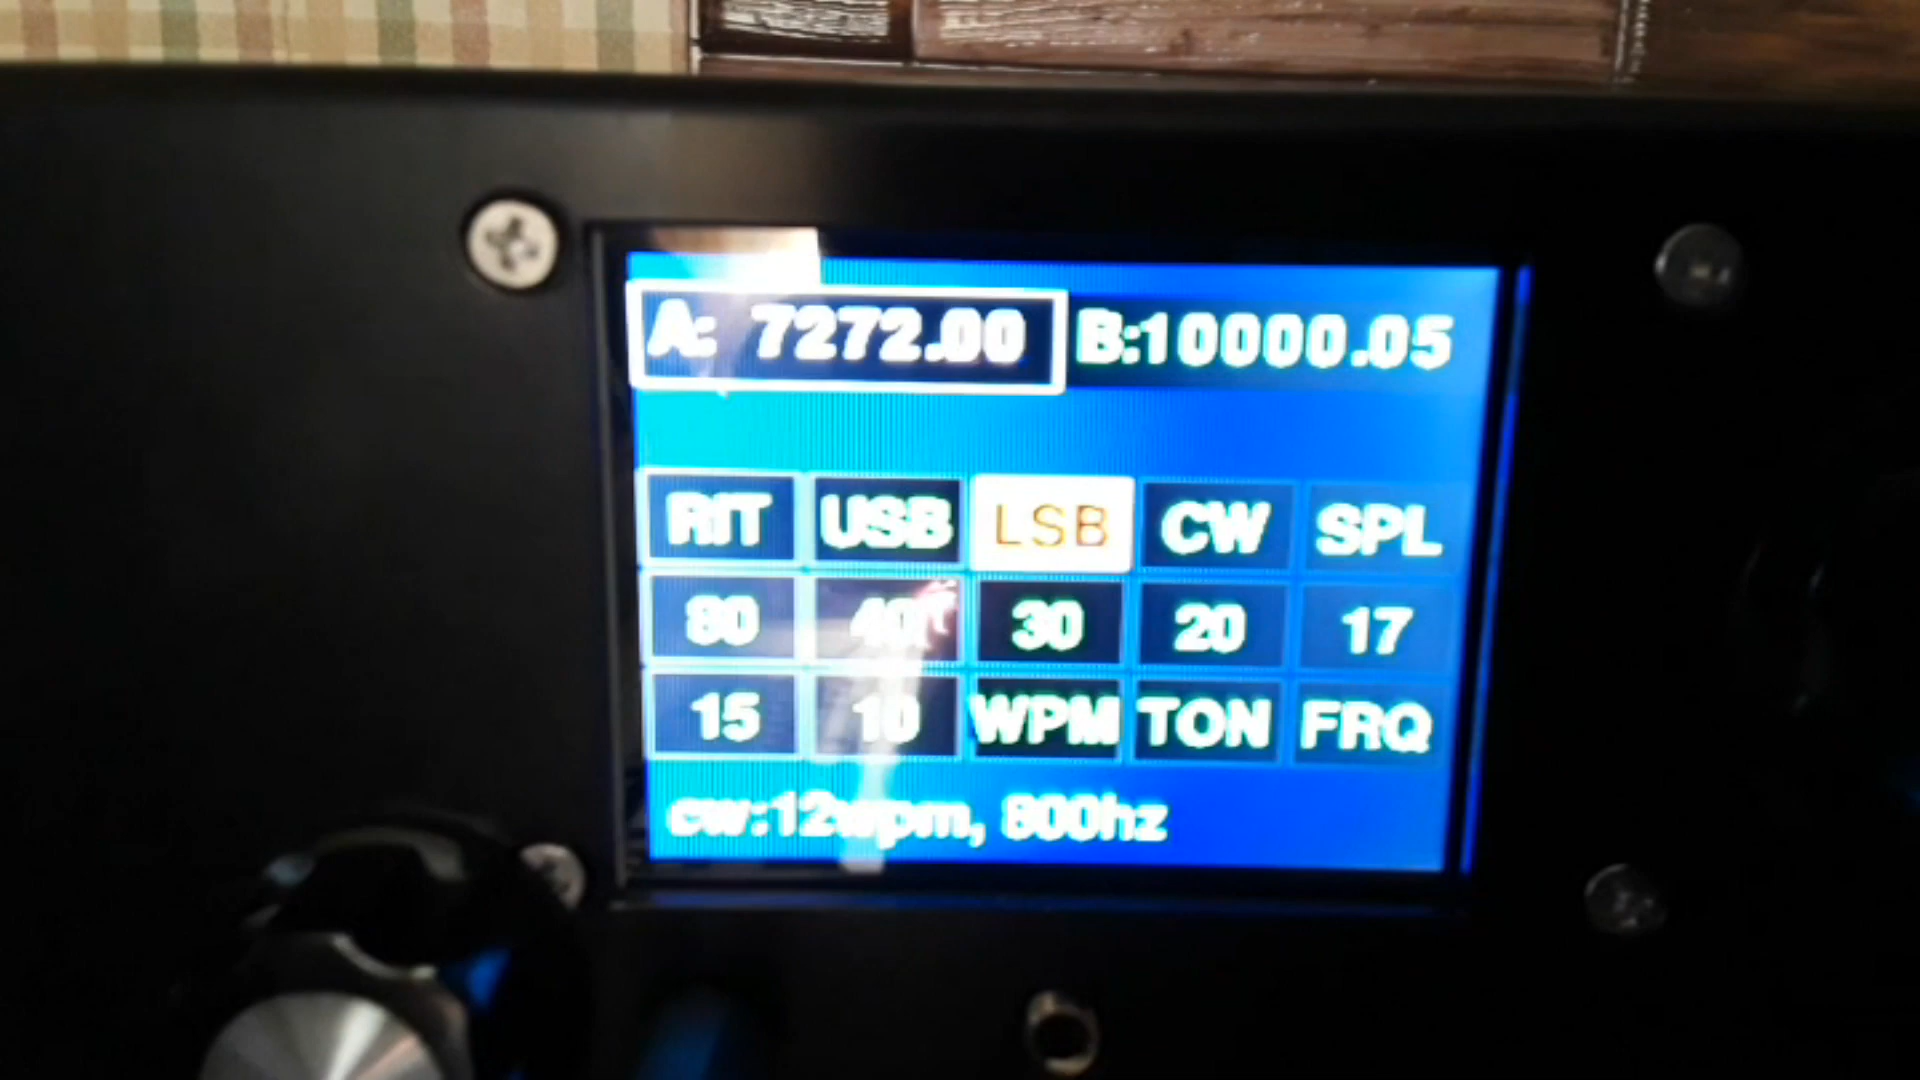 A: 7272.00 B:10000.05
RIT USB LSB CW SPL
80 40 30 20 17
15 10 WPM TON FRQ
cw:12wpm, 800hz